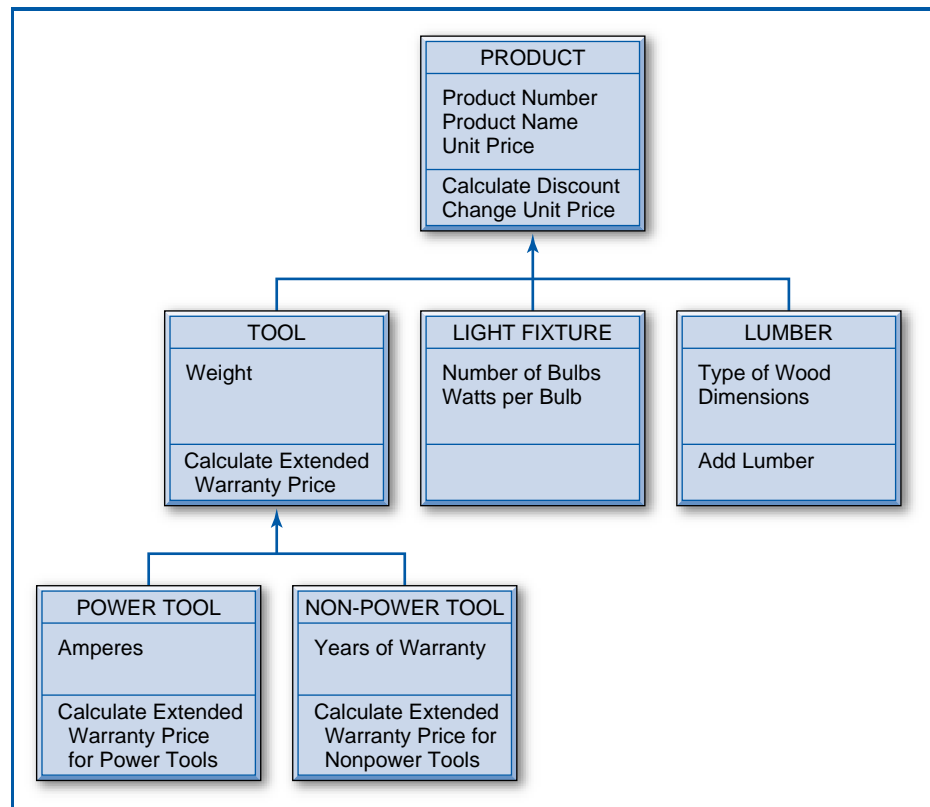 PRODUCT
Product Number
Product Name
Unit Price
Calculate Discount
Change Unit Price
TOOL
Weight
Calculate Extended
Warranty Price
LIGHT FIXTURE
Number of Bulbs
Watts per Bulb
LUMBER
Type of Wood
Dimensions
Add Lumber
POWER TOOL
Amperes
Calculate Extended
Warranty Price
for Power Tools
NON-POWER TOOL
Years of Warranty
Calculate Extended
Warranty Price for
Nonpower Tools